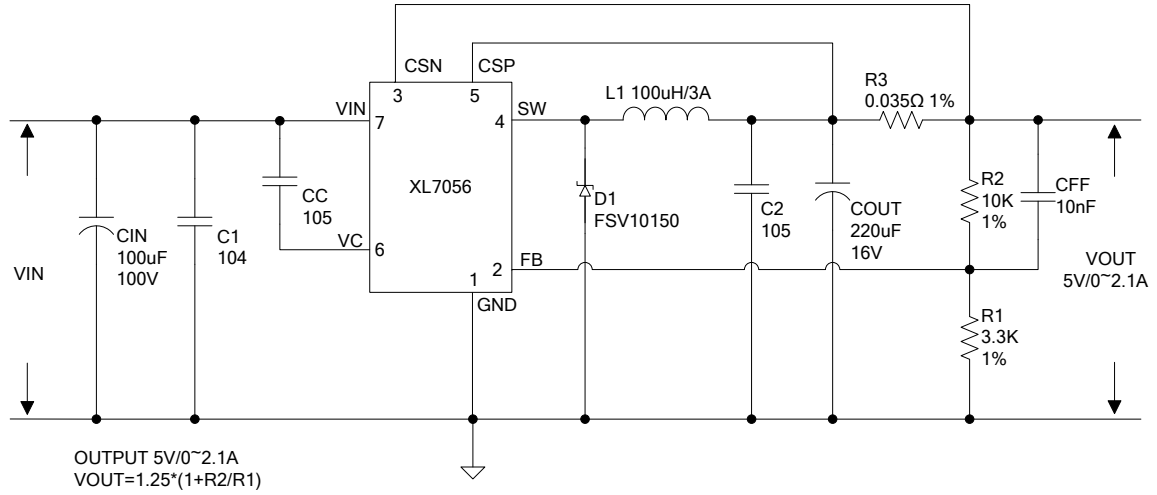 CSN
CSP
3
5
VIN
7
SW
4
L1 100uH/3A
R3
0.035Ω 1%
XL7056
CC
105
VC
6
CIN
100uF
100V
C1
104
VIN
D1
FSV10150
C2
105
COUT
220uF
16V
R2
10K
1%
CFF
10nF
2
FB
1
GND
VOUT
5V/0~2.1A
R1
3.3K
1%
OUTPUT 5V/0~2.1A
VOUT=1.25*(1+R2/R1)